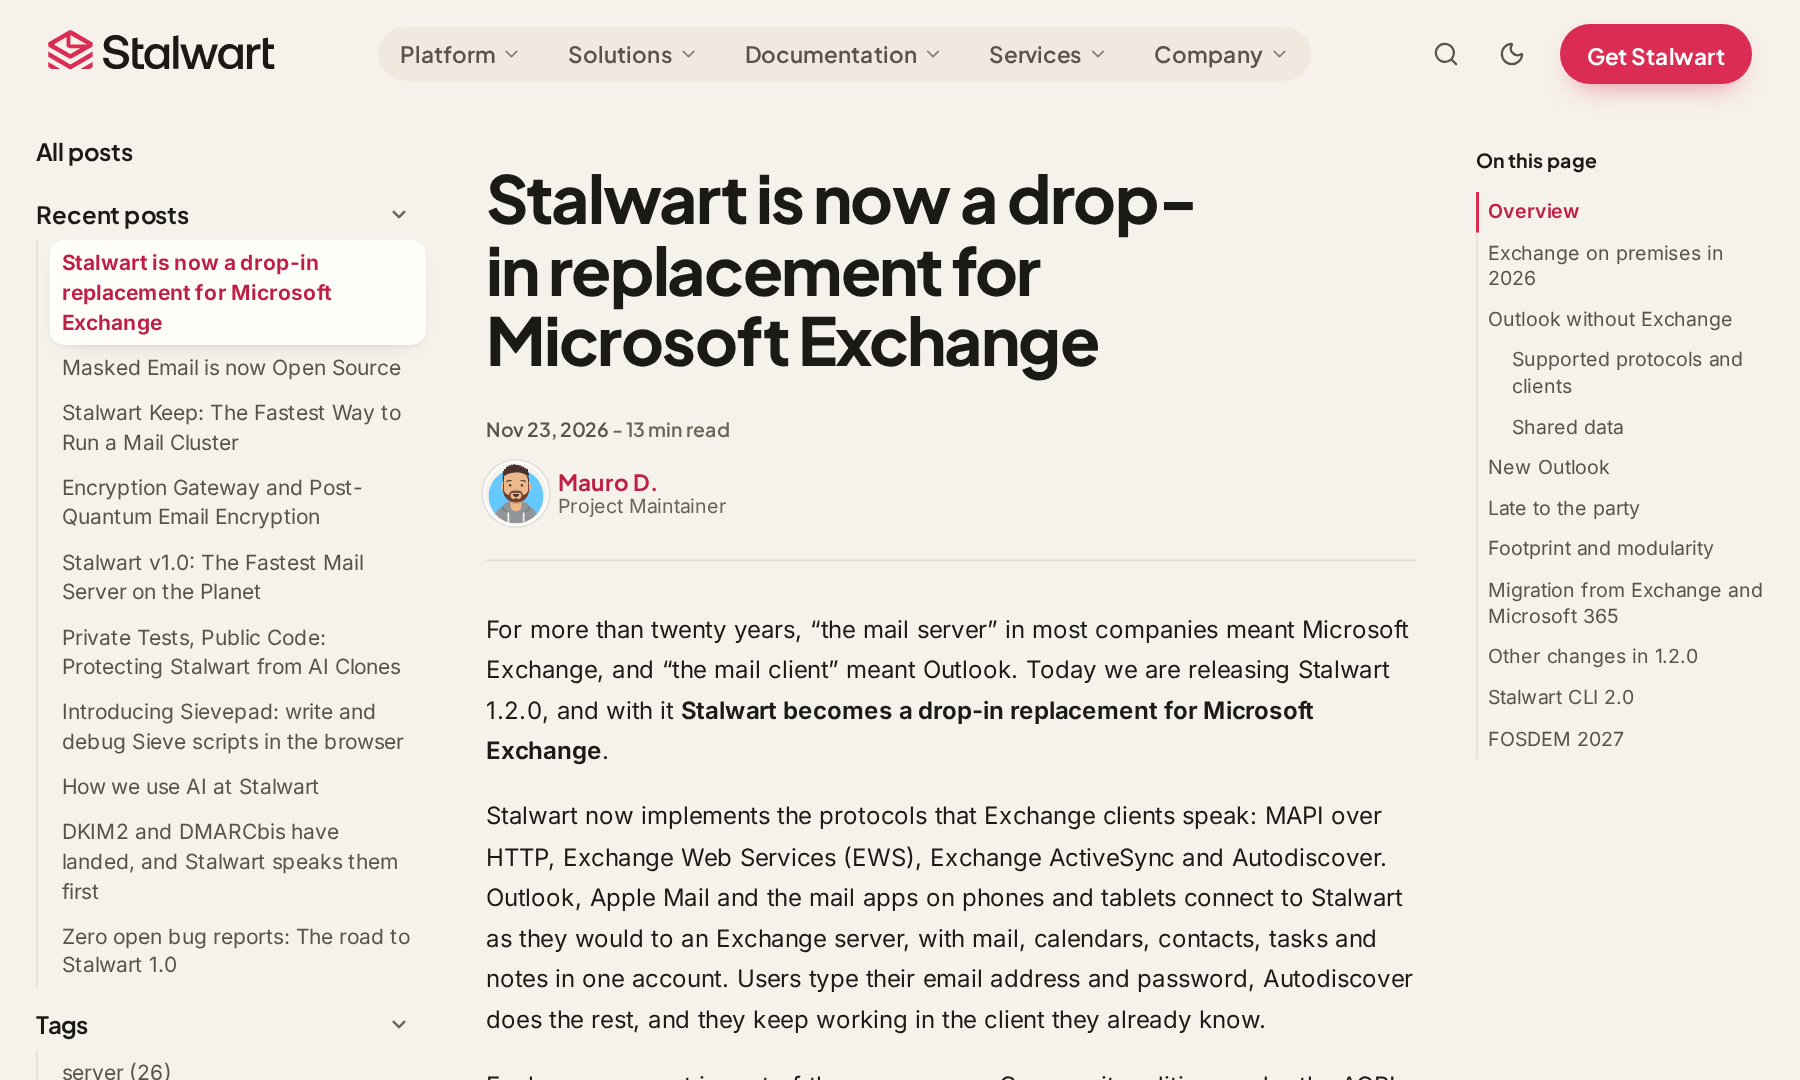 Stalwart
Platform
Solutions
Documentation
Services
Company
Get Stalwart
All posts
Recent posts
Stalwart is now a drop-in
replacement for Microsoft
Exchange
Masked Email is now Open Source
Stalwart Keep: The Fastest Way to
Run a Mail Cluster
Encryption Gateway and Post-
Quantum Email Encryption
Stalwart v1.0: The Fastest Mail
Server on the Planet
Private Tests, Public Code:
Protecting Stalwart from AI Clones
Introducing Sievepad: write and
debug Sieve scripts in the browser
How we use AI at Stalwart
DKIM2 and DMARCbis have
landed, and Stalwart speaks them
first
Zero open bug reports: The road to
Stalwart 1.0
Tags
server (26)
Stalwart is now a drop-
in replacement for
Microsoft Exchange
Nov 23, 2026 - 13 min read
Mauro D.
Project Maintainer
For more than twenty years, “the mail server” in most companies meant Microsoft
Exchange, and “the mail client” meant Outlook. Today we are releasing Stalwart
1.2.0, and with it Stalwart becomes a drop-in replacement for Microsoft
Exchange.
Stalwart now implements the protocols that Exchange clients speak: MAPI over
HTTP, Exchange Web Services (EWS), Exchange ActiveSync and Autodiscover.
Outlook, Apple Mail and the mail apps on phones and tablets connect to Stalwart
as they would to an Exchange server, with mail, calendars, contacts, tasks and
notes in one account. Users type their email address and password, Autodiscover
does the rest, and they keep working in the client they already know.
On this page
Overview
Exchange on premises in
2026
Outlook without Exchange
Supported protocols and
clients
Shared data
New Outlook
Late to the party
Footprint and modularity
Migration from Exchange and
Microsoft 365
Other changes in 1.2.0
Stalwart CLI 2.0
FOSDEM 2027